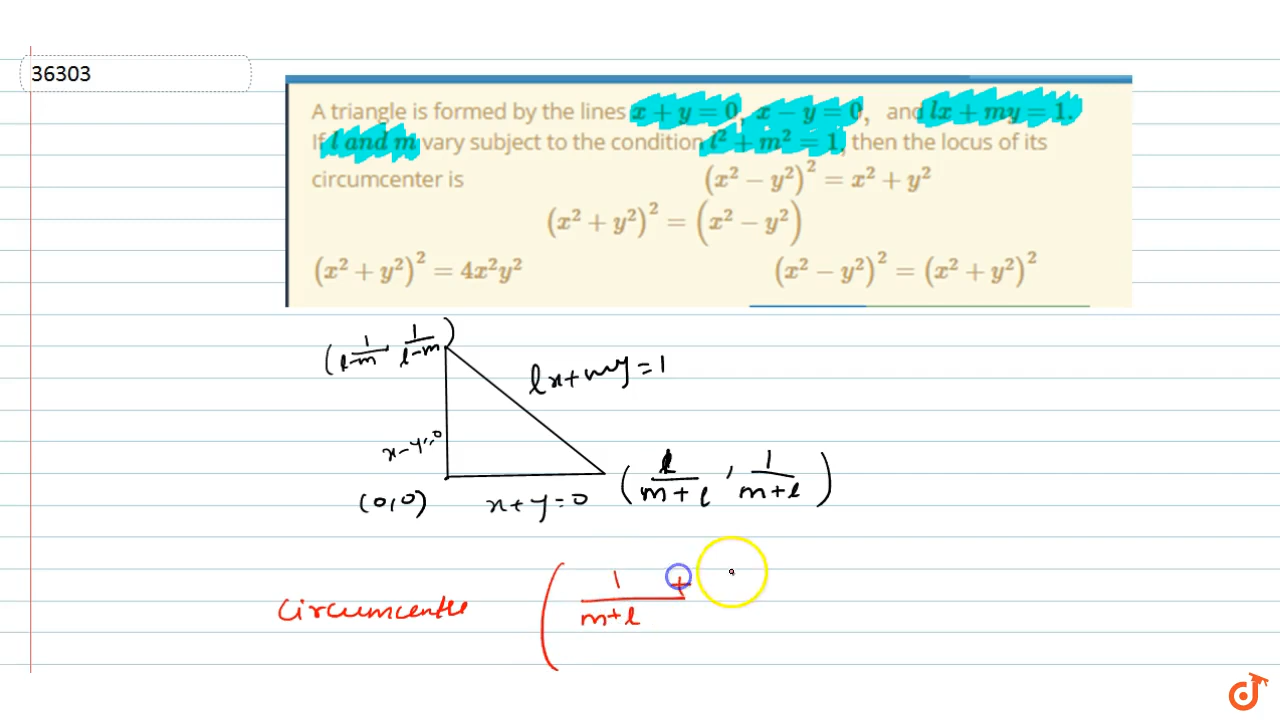 36303
A triangle is formed by the lines x + y = 0, x − y = 0, and lx + my = 1.
If l and m vary subject to the condition l² + m² = 1, then the locus of its
circumcenter is (x² − y²)² = x² + y²
(x² + y²)² = (x² − y²)
(x² + y²)² = 4x²y² (x² − y²)² = (x² + y²)²
(1/l−m, 1/l−m)
lx+my=1
x−y=0
(l/m+l, 1/m+l)
(0,0) x+y=0
Circumcentre (1/m+l +